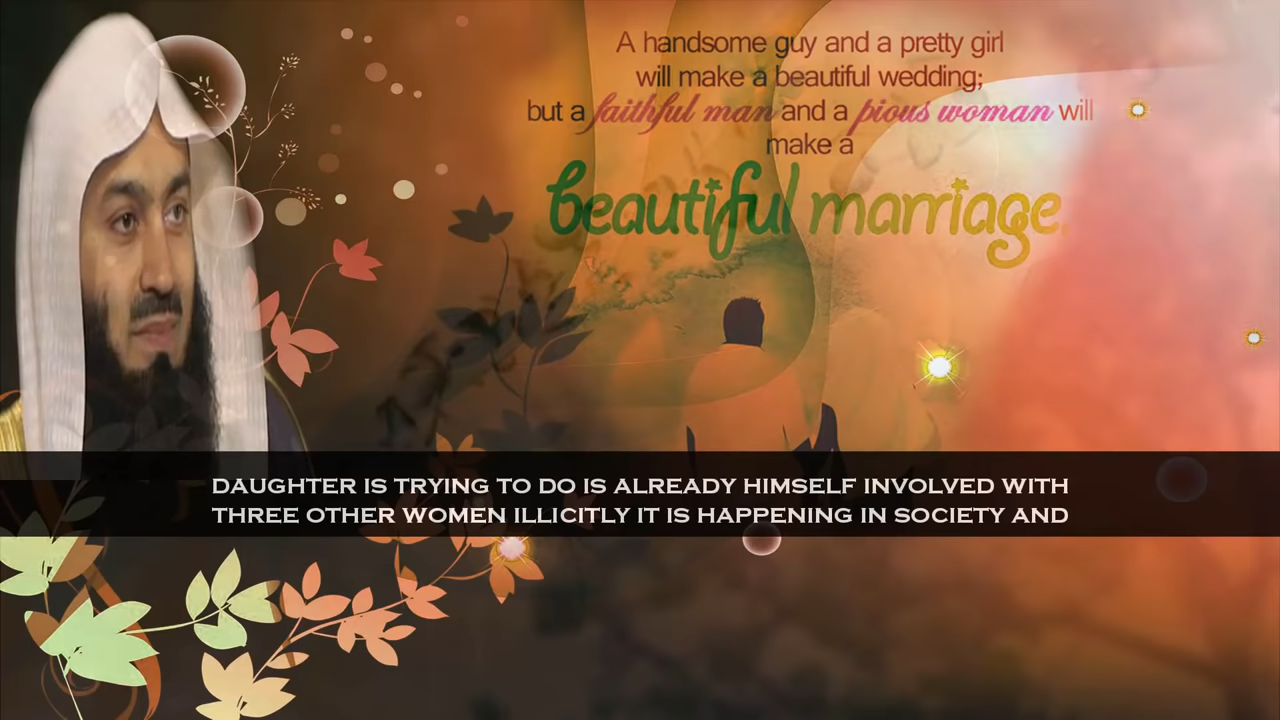 A handsome guy and a pretty girl
will make a beautiful wedding;
but a faithful man and a pious woman will
make a
beautiful marriage.
DAUGHTER IS TRYING TO DO IS ALREADY HIMSELF INVOLVED WITH
THREE OTHER WOMEN ILLICITLY IT IS HAPPENING IN SOCIETY AND